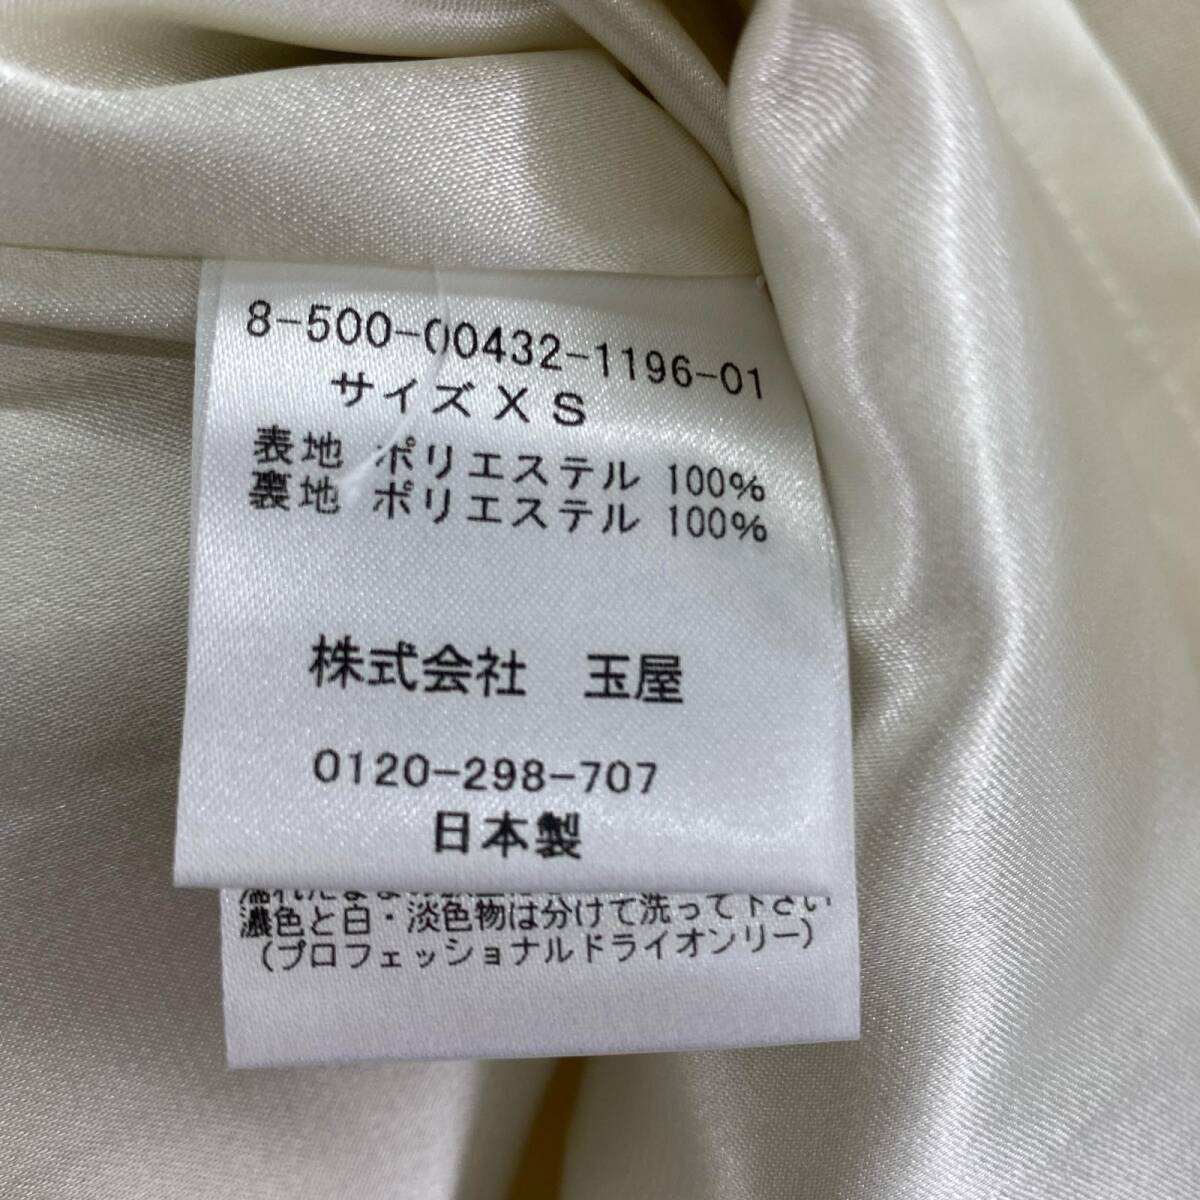 8-500-00432-1196-01
サイズＸＳ
表地 ポリエステル 100%
裏地 ポリエステル 100%
株式会社 玉屋
0120-298-707
日本製
濃色と白・淡色物は分けて洗って下さい
（プロフェッショナルドライオンリー）